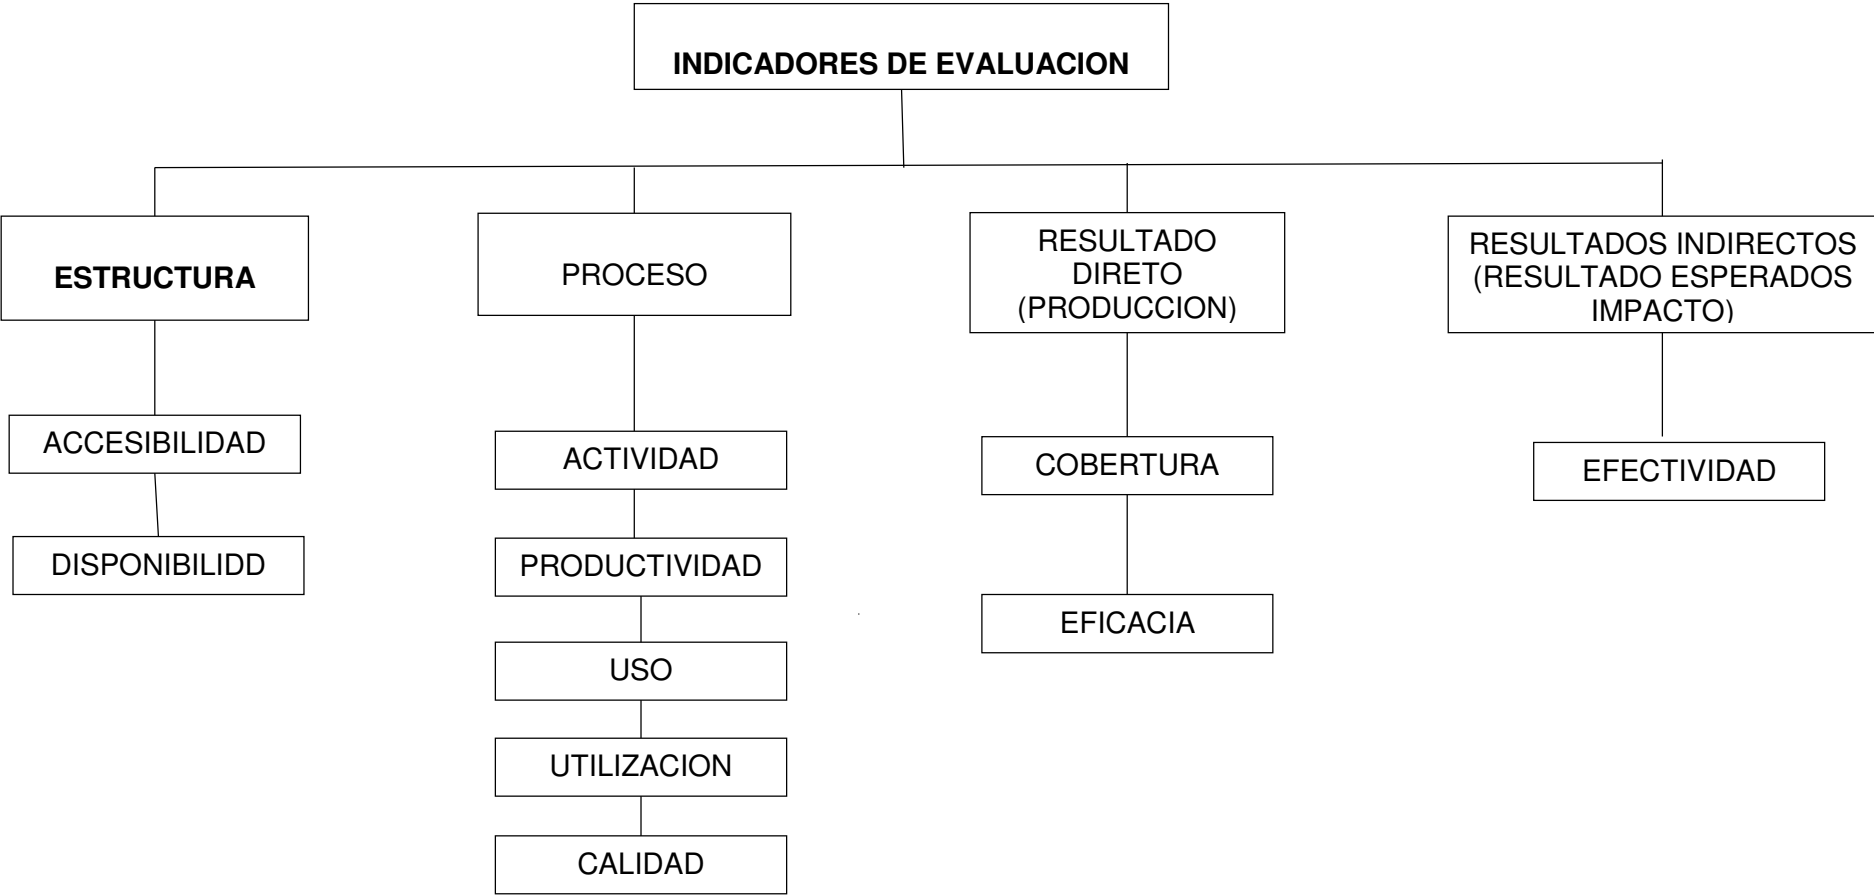 INDICADORES DE EVALUACION
ESTRUCTURA
PROCESO
RESULTADO
DIRETO
(PRODUCCION)
RESULTADOS INDIRECTOS
(RESULTADO ESPERADOS
IMPACTO)
ACCESIBILIDAD
DISPONIBILIDD
ACTIVIDAD
PRODUCTIVIDAD
USO
UTILIZACION
CALIDAD
COBERTURA
EFICACIA
EFECTIVIDAD